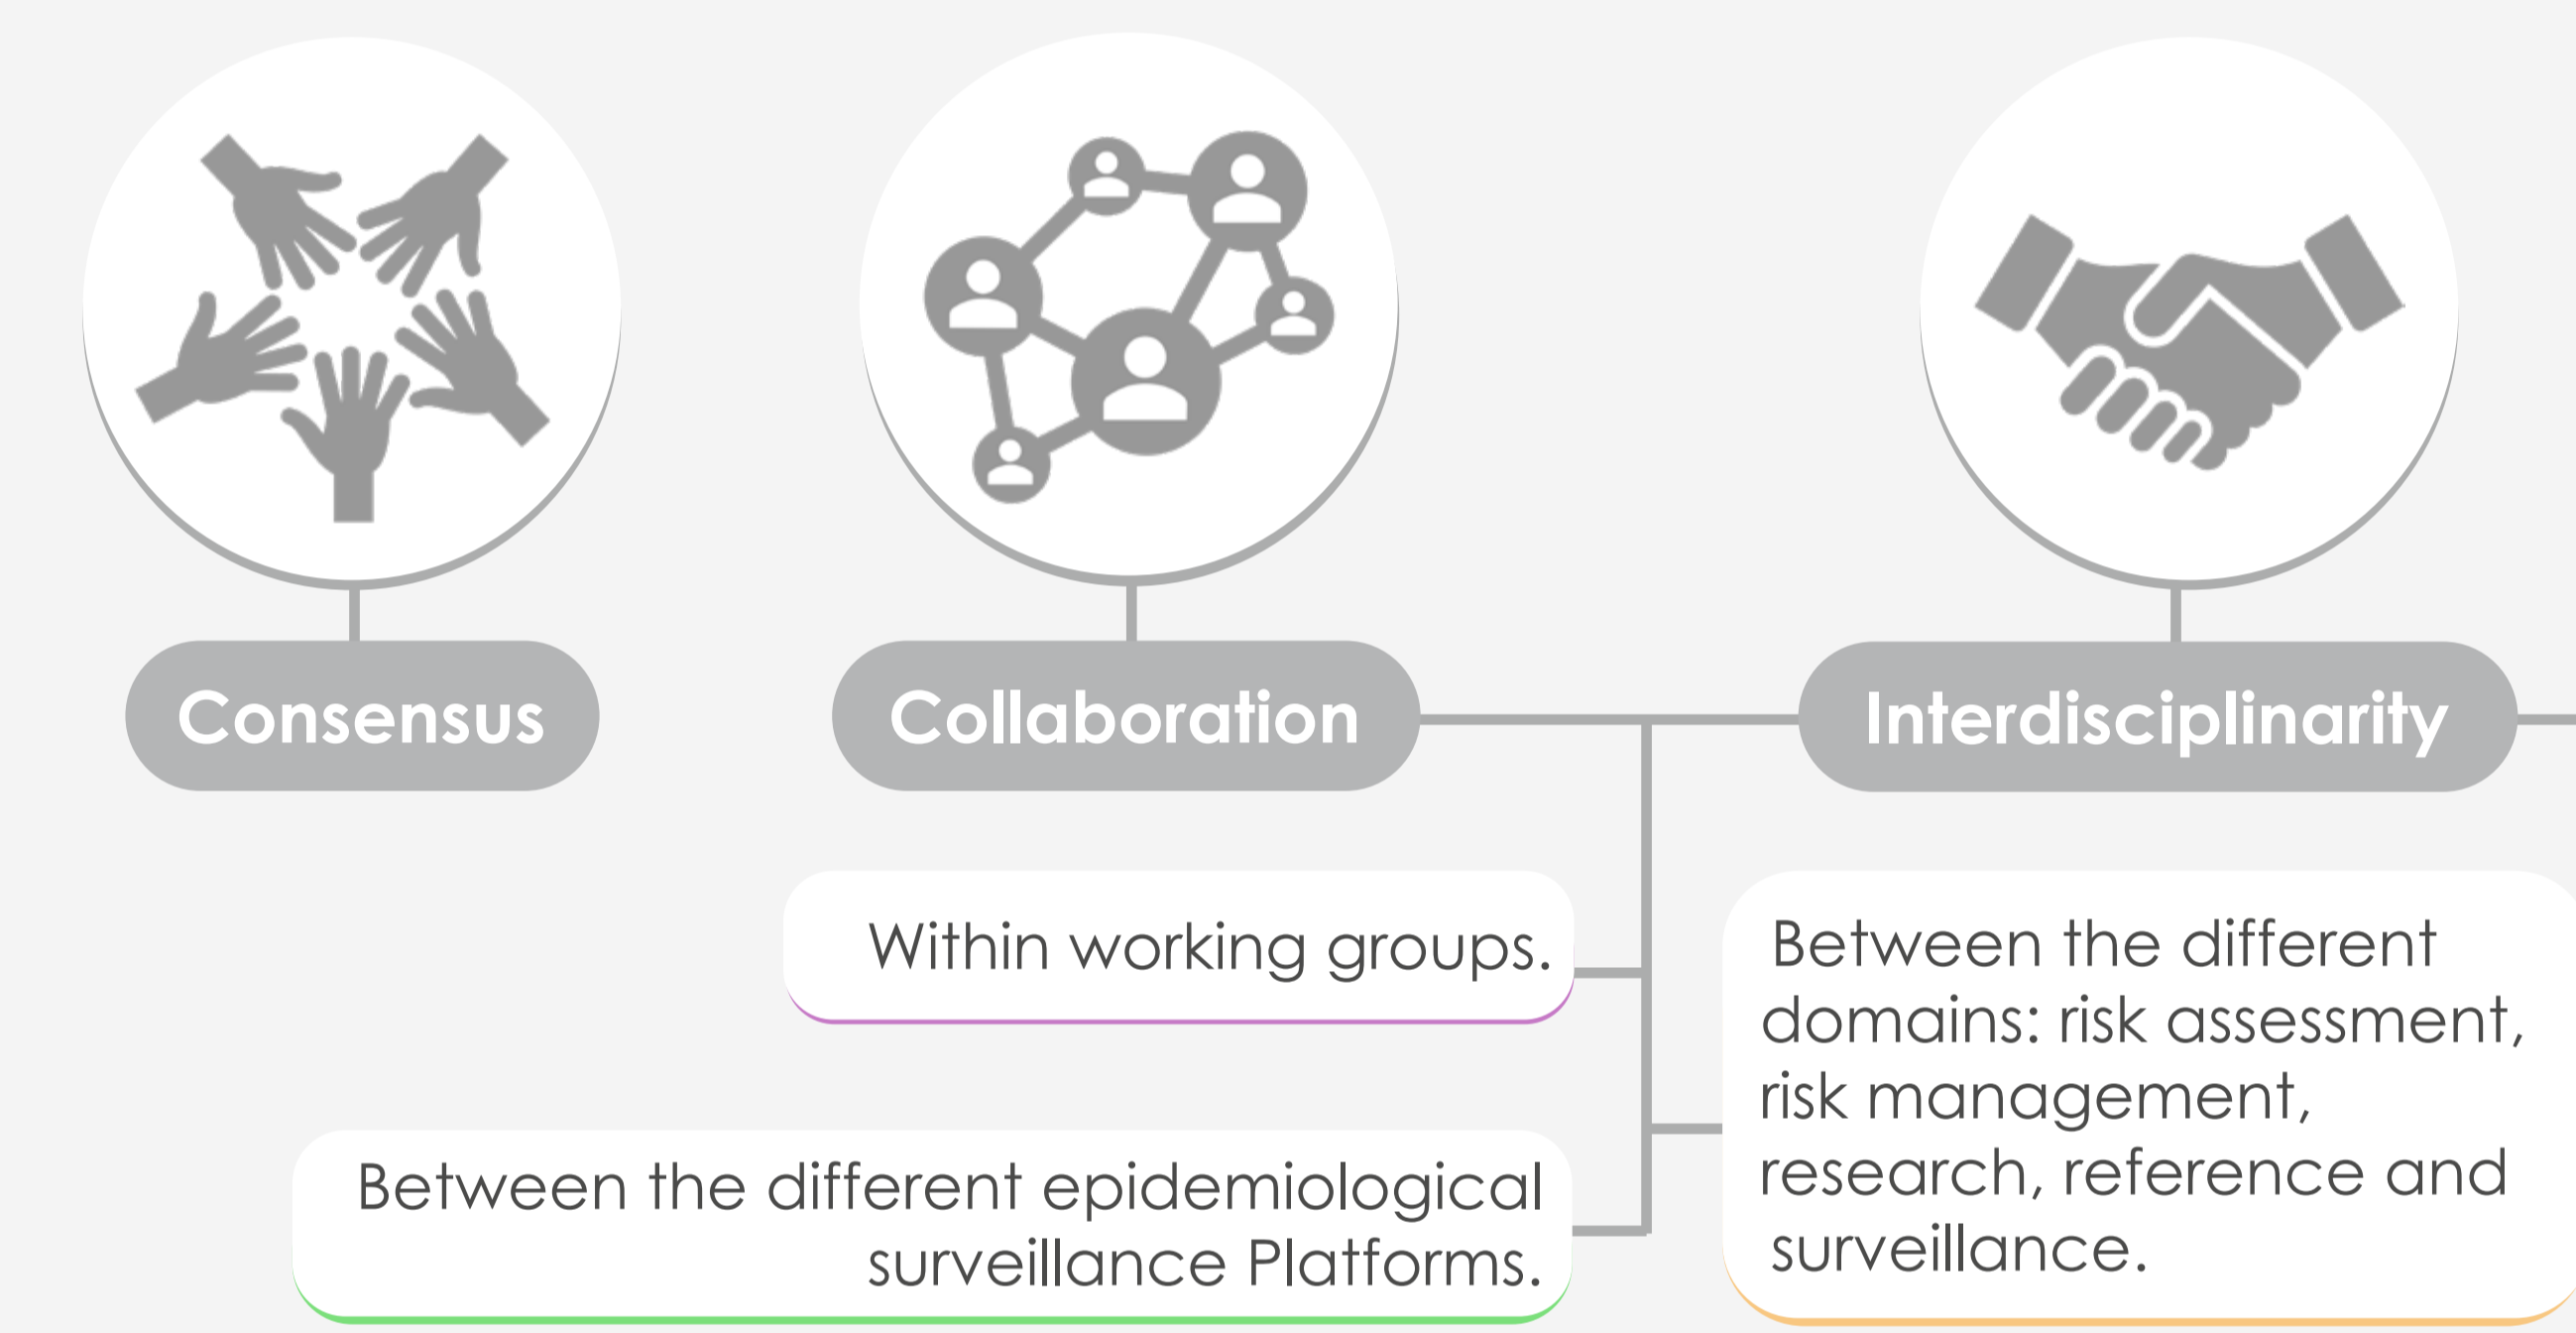 Consensus
Collaboration
Interdisciplinarity
Within working groups.
Between the different epidemiological
surveillance Platforms.
Between the different
domains: risk assessment,
risk management,
research, reference and
surveillance.